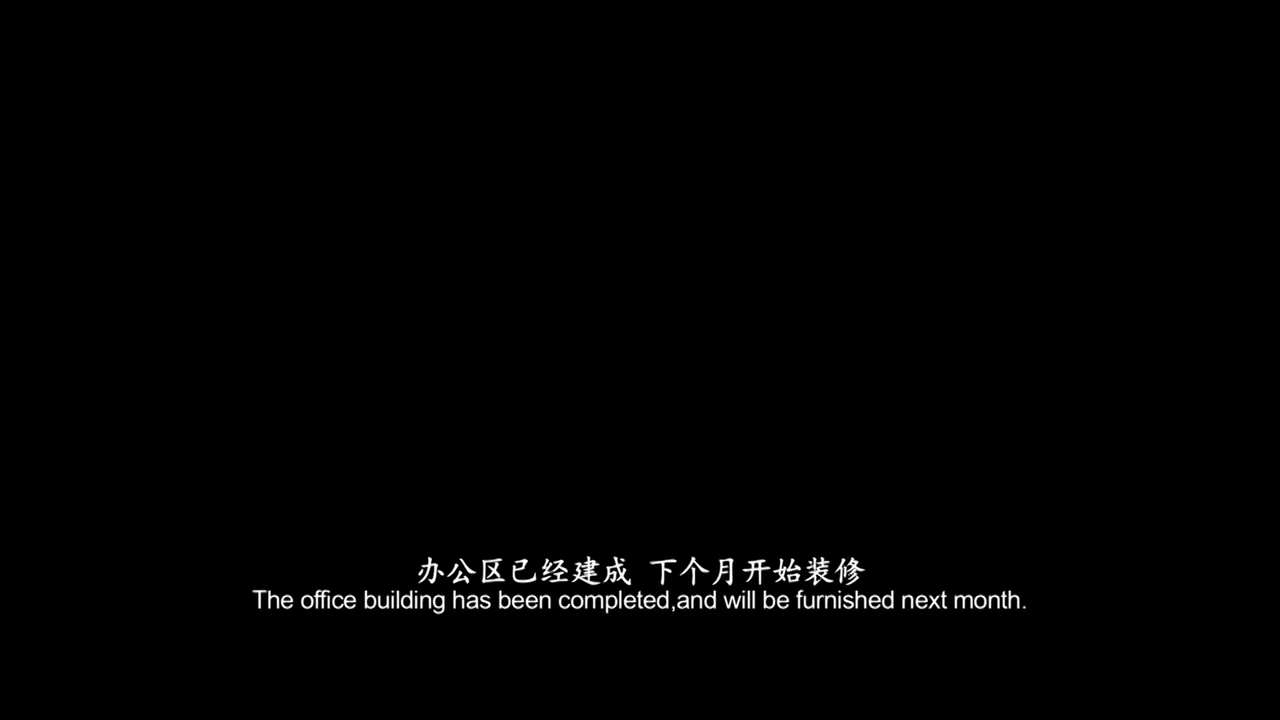 办公区已经建成 下个月开始装修
The office building has been completed,and will be furnished next month.